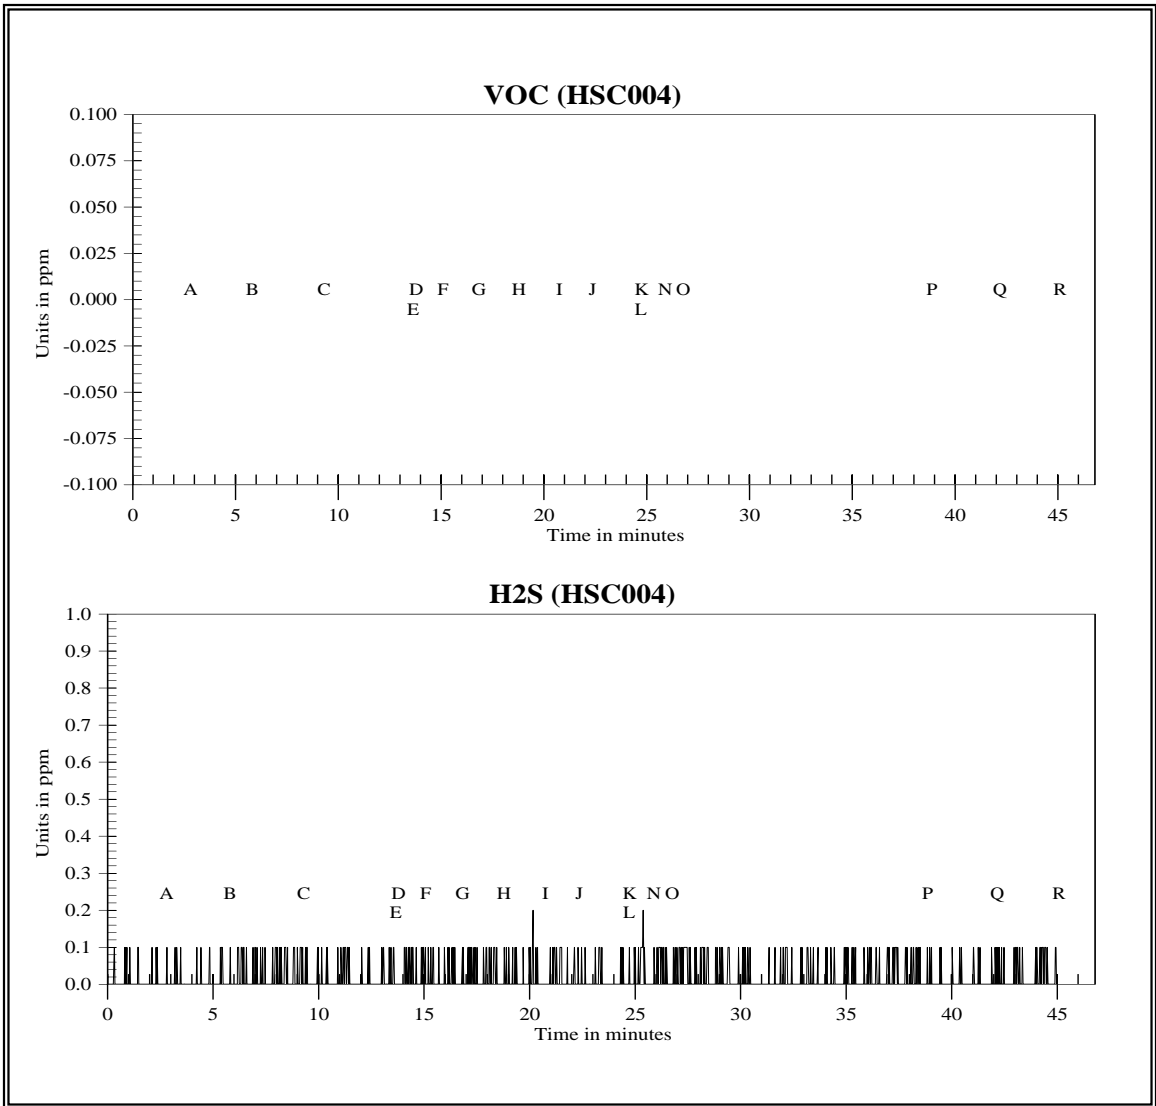 VOC (HSC004)
0.100
0.075
0.050
0.025
0.000
-0.025
-0.050
-0.075
-0.100
Units in ppm
A B C D F G H I J K N O P Q R
E L
0 5 10 15 20 25 30 35 40 45
Time in minutes
H2S (HSC004)
1.0
0.9
0.8
0.7
0.6
0.5
0.4
0.3
0.2
0.1
0.0
Units in ppm
A B C D F G H I J K N O P Q R
E L
0 5 10 15 20 25 30 35 40 45
Time in minutes